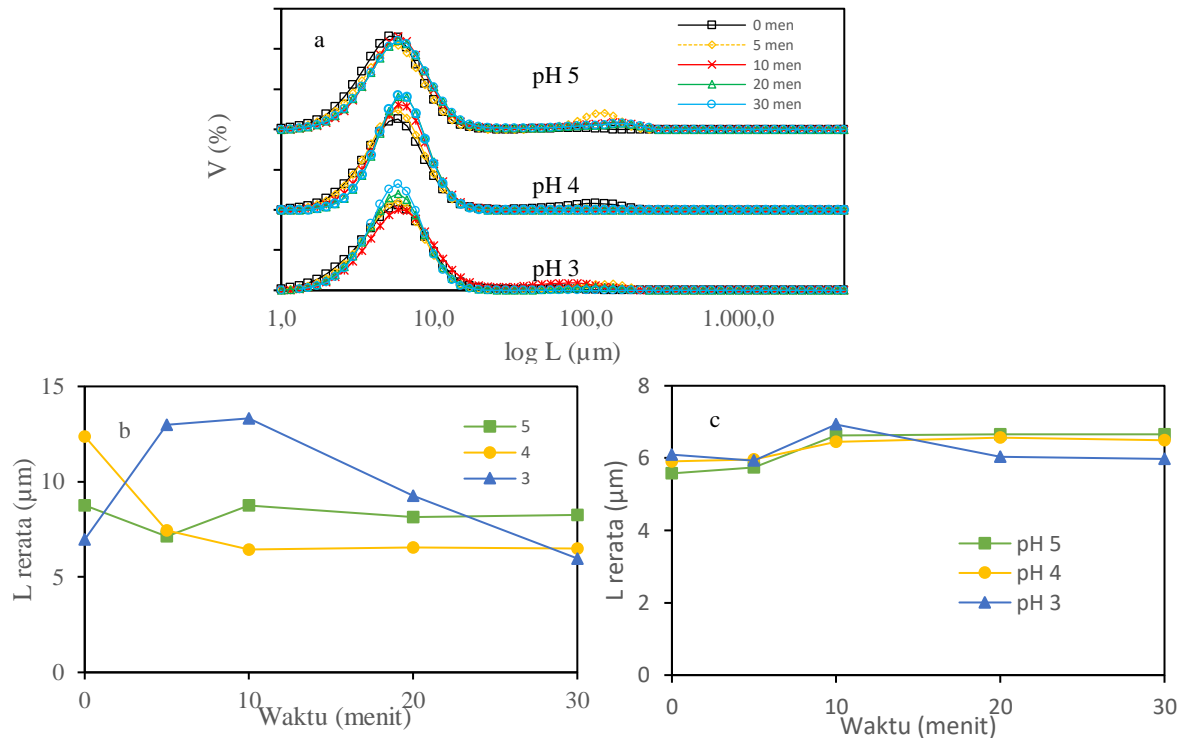 a
0 men
5 men
10 men
20 men
30 men
pH 5
pH 4
pH 3
V (%)
1,0
10,0
100,0
1.000,0
log L (µm)
b
15
10
5
0
5
4
3
L rerata (µm)
0
10
20
30
Waktu (menit)
c
8
6
4
2
0
pH 5
pH 4
pH 3
L rerata (µm)
0
10
20
30
Waktu (menit)